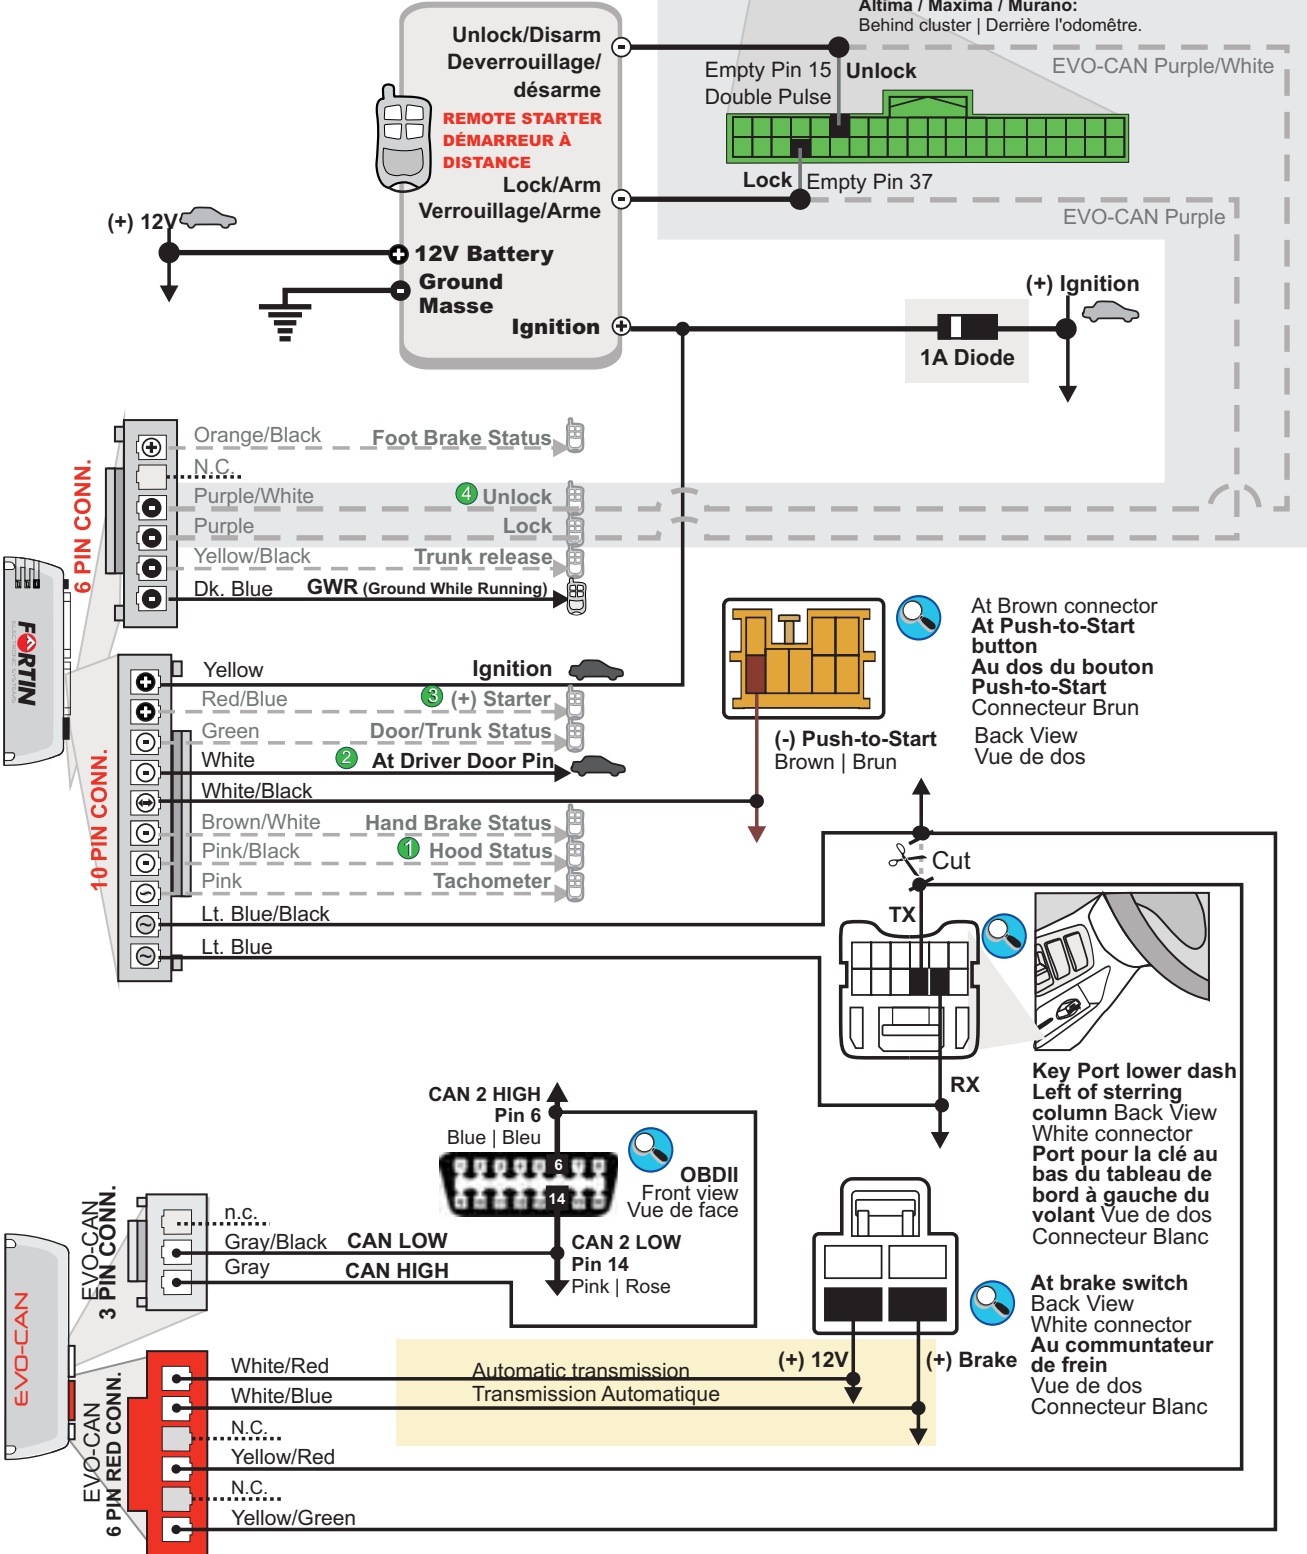 Altima / Maxima / Murano:
Behind cluster | Derrière l'odomêtre.
Unlock/Disarm
Deverrouillage/
désarme
REMOTE STARTER
DÉMARREUR À
DISTANCE
Lock/Arm
Verrouillage/Arme
Empty Pin 15
Double Pulse
Unlock
EVO-CAN Purple/White
Lock
Empty Pin 37
EVO-CAN Purple
(+) 12V
12V Battery
Ground
Masse
Ignition
(+) Ignition
1A Diode
6 PIN CONN.
Orange/Black
Foot Brake Status
N.C.
Purple/White
4 Unlock
Purple
Lock
Yellow/Black
Trunk release
Dk. Blue
GWR (Ground While Running)
FORTIN
10 PIN CONN.
Yellow
Ignition
Red/Blue
3 (+) Starter
Green
Door/Trunk Status
White
2 At Driver Door Pin
White/Black
Brown/White
Hand Brake Status
Pink/Black
1 Hood Status
Pink
Tachometer
Lt. Blue/Black
Lt. Blue
At Brown connector
At Push-to-Start
button
Au dos du bouton
Push-to-Start
Connecteur Brun
Back View
Vue de dos
(-) Push-to-Start
Brown | Brun
Cut
TX
RX
Key Port lower dash
Left of sterring
column Back View
White connector
Port pour la clé au
bas du tableau de
bord à gauche du
volant Vue de dos
Connecteur Blanc
CAN 2 HIGH
Pin 6
Blue | Bleu
6
14
OBDII
Front view
Vue de face
CAN 2 LOW
Pin 14
Pink | Rose
EVO-CAN
3 PIN CONN.
n.c.
Gray/Black
CAN LOW
Gray
CAN HIGH
At brake switch
Back View
White connector
Au communtateur
de frein
Vue de dos
Connecteur Blanc
(+) 12V
(+) Brake
EVO-CAN
EVO-CAN
6 PIN RED CONN.
White/Red
Automatic transmission
White/Blue
Transmission Automatique
N.C.
Yellow/Red
N.C.
Yellow/Green